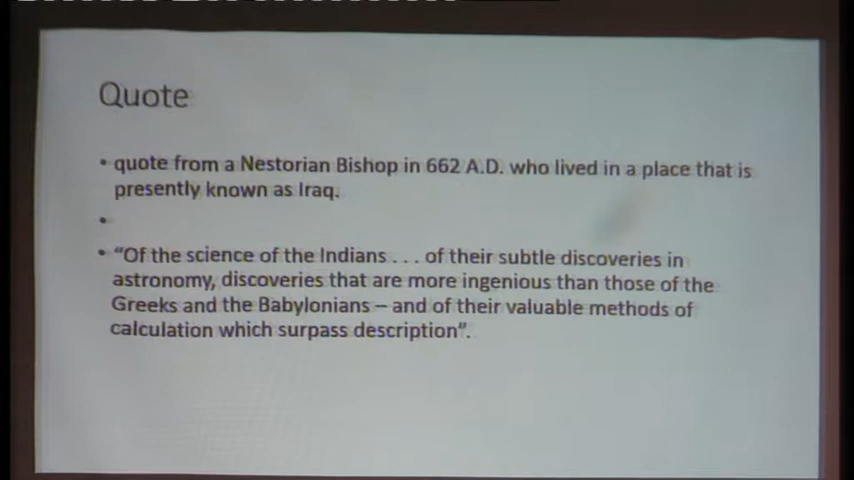 Quote
• quote from a Nestorian Bishop in 662 A.D. who lived in a place that is
presently known as Iraq.
•
• “Of the science of the Indians . . . of their subtle discoveries in
astronomy, discoveries that are more ingenious than those of the
Greeks and the Babylonians – and of their valuable methods of
calculation which surpass description”.